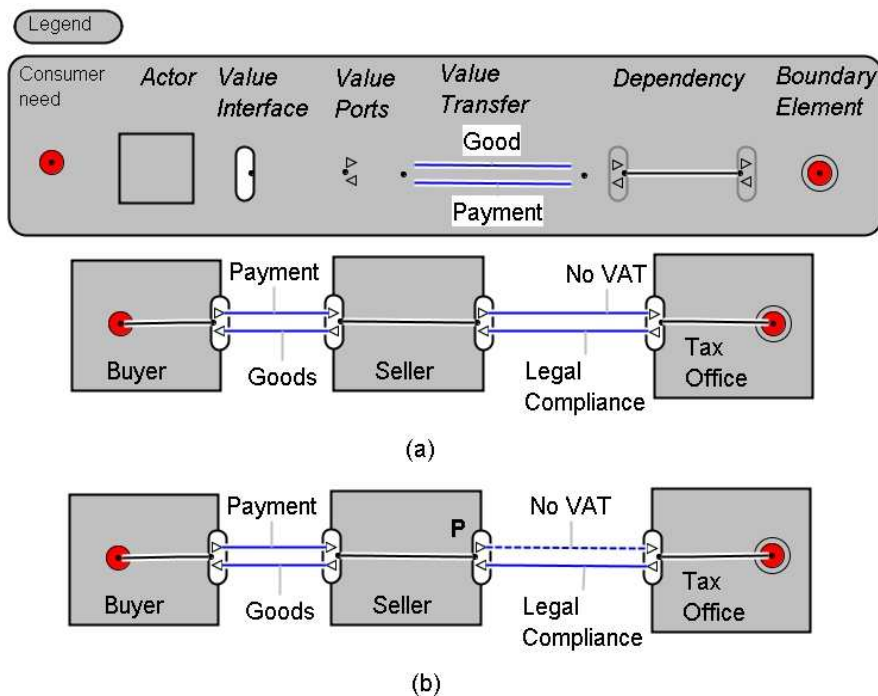 Legend
Consumer need
Actor
Value Interface
Value Ports
Value Transfer
Dependency
Boundary Element
Good
Payment
Payment
No VAT
Buyer
Goods
Seller
Legal Compliance
Tax Office
(a)
Payment
P
No VAT
Buyer
Goods
Seller
Legal Compliance
Tax Office
(b)